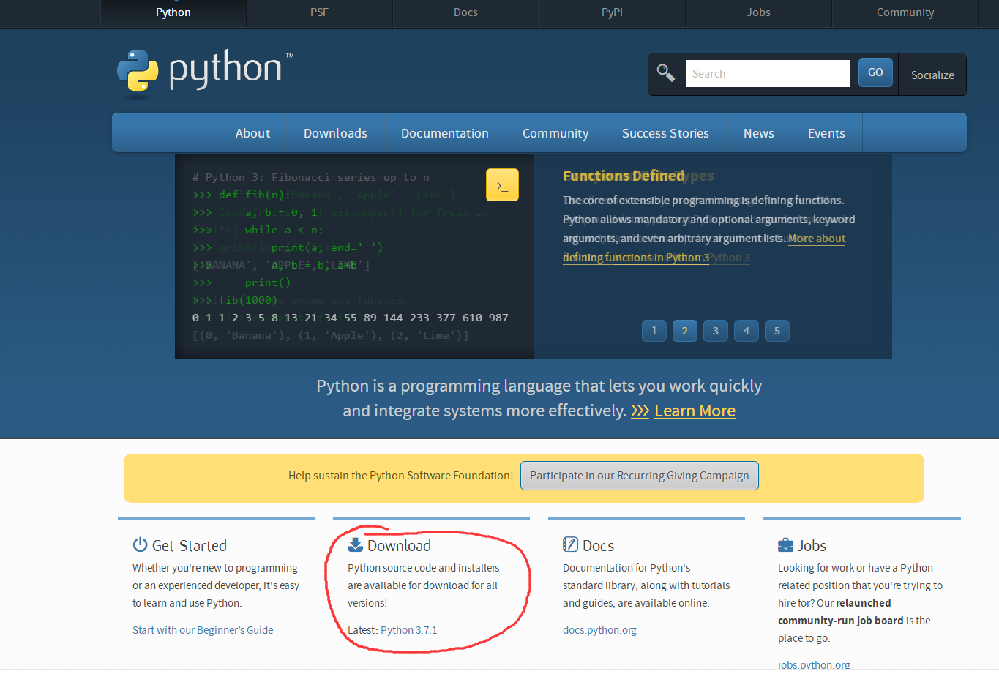 Python
PSF
Docs
PyPI
Jobs
Community
python™
Search
GO
Socialize
About
Downloads
Documentation
Community
Success Stories
News
Events
# Python 3: Fibonacci series up to n
>>> def fib(n):
>>>     a, b = 0, 1
>>>     while a < n:
>>>         print(a, end=' ')
>>>         a, b = b, a+b
>>>     print()
>>> fib(1000)
0 1 1 2 3 5 8 13 21 34 55 89 144 233 377 610 987
[(0, 'Banana'), (1, 'Apple'), (2, 'Lime')]
>_
Functions Defined
The core of extensible programming is defining functions.
Python allows mandatory and optional arguments, keyword
arguments, and even arbitrary argument lists. More about
defining functions in Python 3
1
2
3
4
5
Python is a programming language that lets you work quickly
and integrate systems more effectively. >>> Learn More
Help sustain the Python Software Foundation!
Participate in our Recurring Giving Campaign
Get Started
Whether you're new to programming
or an experienced developer, it's easy
to learn and use Python.
Start with our Beginner's Guide
Download
Python source code and installers
are available for download for all
versions!
Latest: Python 3.7.1
Docs
Documentation for Python's
standard library, along with tutorials
and guides, are available online.
docs.python.org
Jobs
Looking for work or have a Python
related position that you're trying to
hire for? Our relaunched
community-run job board is the
place to go.
jobs.python.org